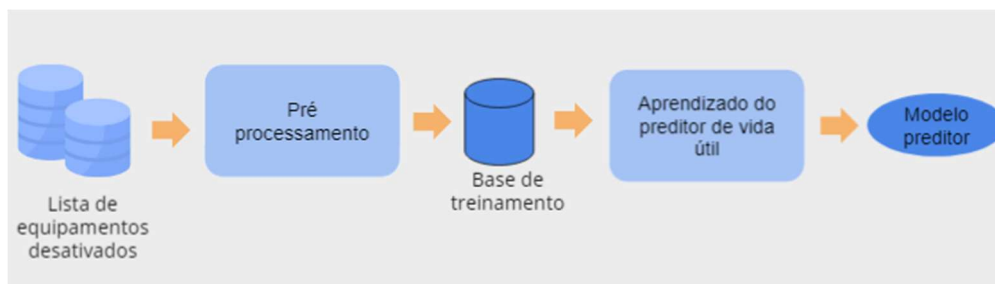 Lista de
equipamentos
desativados
Pré
processamento
Base de
treinamento
Aprendizado do
preditor de vida
útil
Modelo
preditor